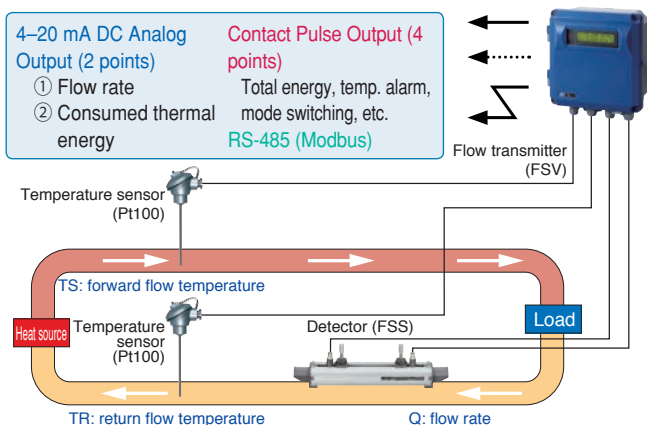 4–20 mA DC Analog
Output (2 points)
① Flow rate
② Consumed thermal
energy
Contact Pulse Output (4
points)
Total energy, temp. alarm,
mode switching, etc.
RS-485 (Modbus)
Flow transmitter
(FSV)
Temperature sensor
(Pt100)
TS: forward flow temperature
Heat source
Temperature
sensor
(Pt100)
Detector (FSS)
Load
TR: return flow temperature
Q: flow rate